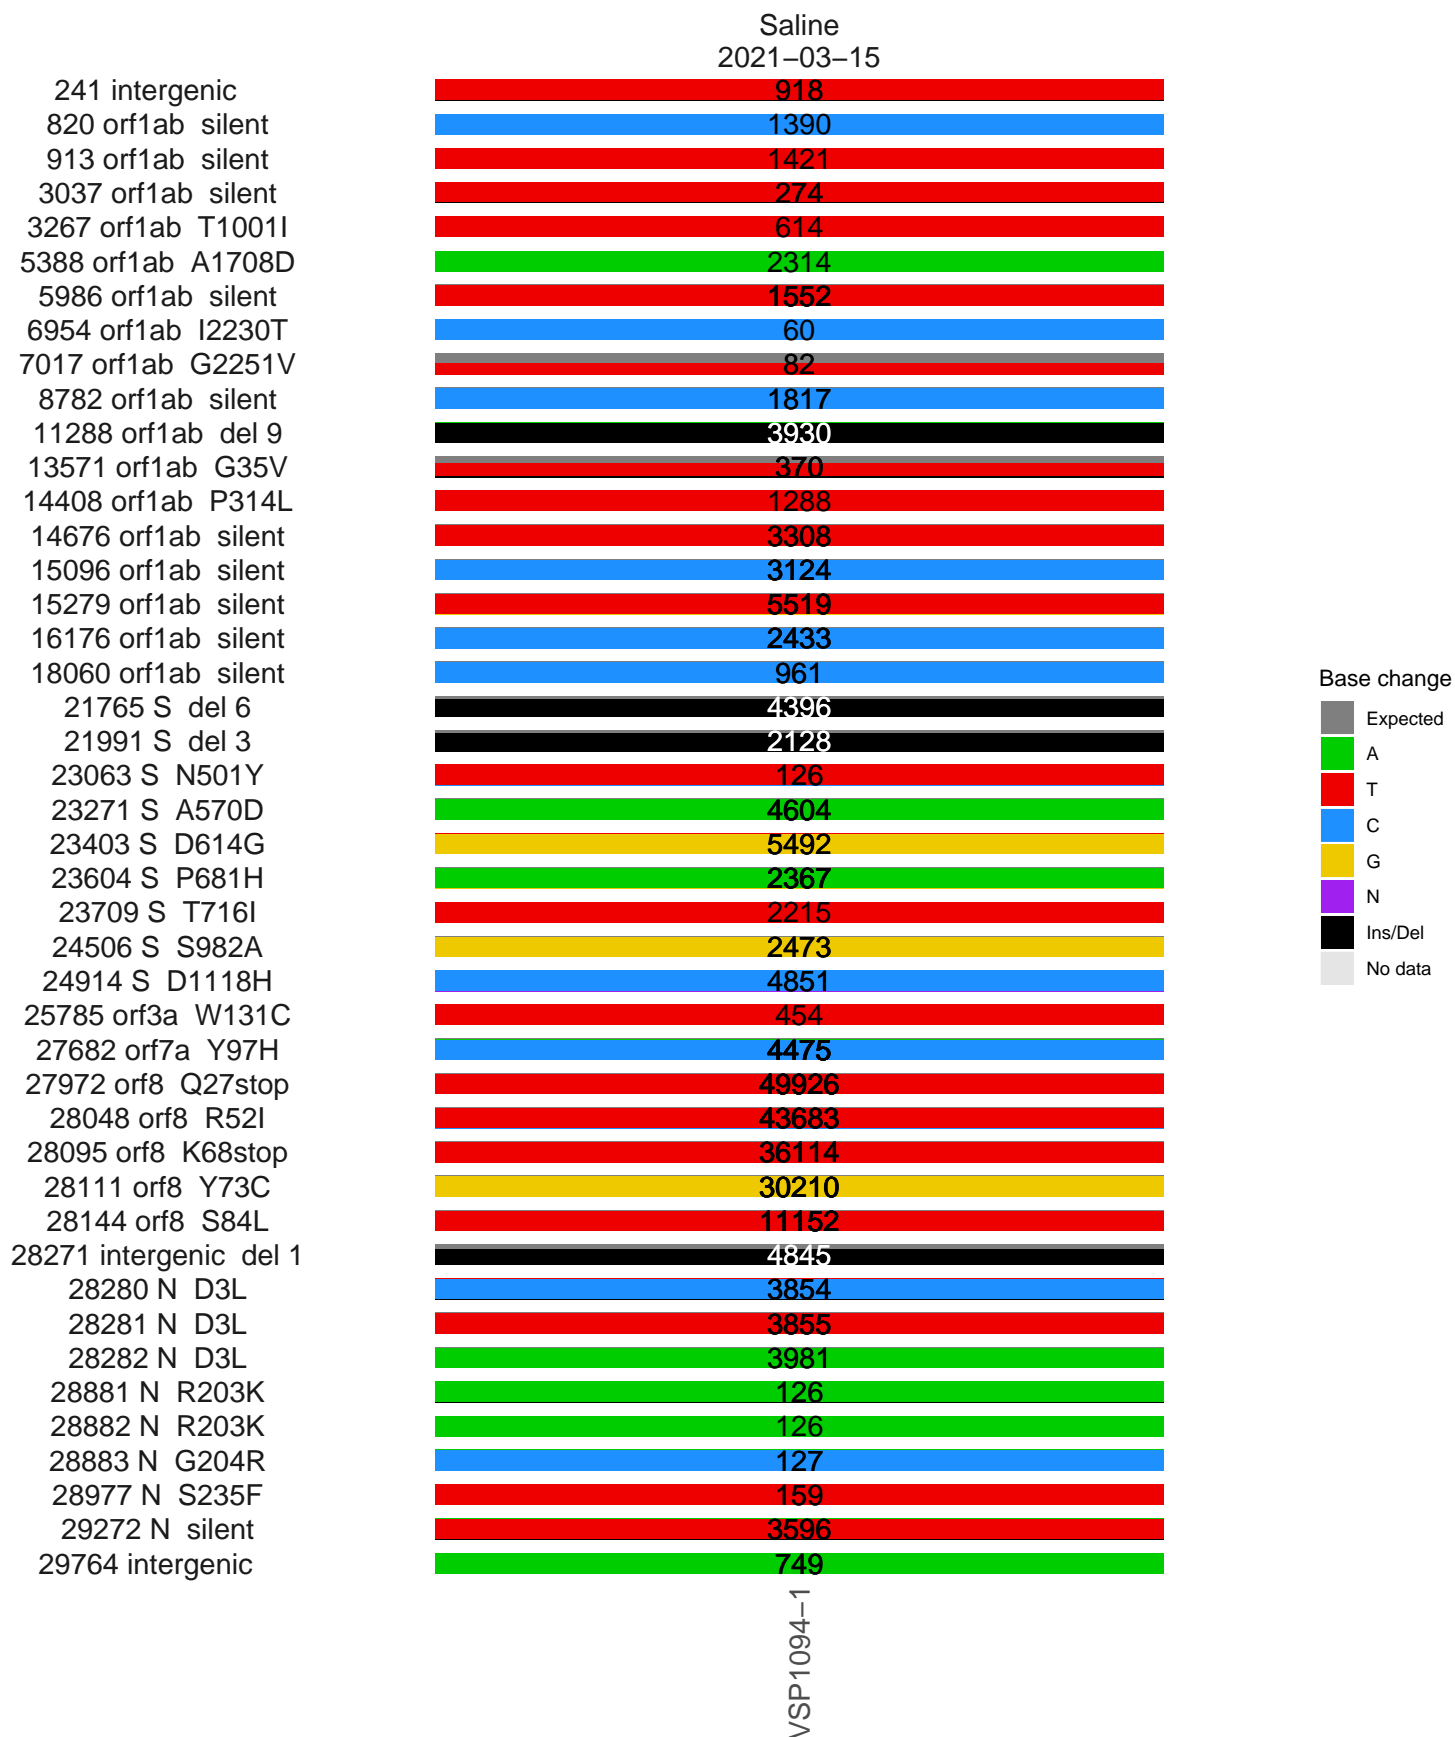 Saline
2021–03–15
241 intergenic 918
820 orf1ab silent 1390
913 orf1ab silent 1421
3037 orf1ab silent 274
3267 orf1ab T1001I 614
5388 orf1ab A1708D 2314
5986 orf1ab silent 1552
6954 orf1ab I2230T 60
7017 orf1ab G2251V 82
8782 orf1ab silent 1817
11288 orf1ab del 9 3930
13571 orf1ab G35V 370
14408 orf1ab P314L 1288
14676 orf1ab silent 3308
15096 orf1ab silent 3124
15279 orf1ab silent 5519
16176 orf1ab silent 2433
18060 orf1ab silent 961
21765 S del 6 4396
21991 S del 3 2128
23063 S N501Y 126
23271 S A570D 4604
23403 S D614G 5492
23604 S P681H 2367
23709 S T716I 2215
24506 S S982A 2473
24914 S D1118H 4851
25785 orf3a W131C 454
27682 orf7a Y97H 4475
27972 orf8 Q27stop 49926
28048 orf8 R52I 43683
28095 orf8 K68stop 36114
28111 orf8 Y73C 30210
28144 orf8 S84L 11152
28271 intergenic del 1 4845
28280 N D3L 3854
28281 N D3L 3855
28282 N D3L 3981
28881 N R203K 126
28882 N R203K 126
28883 N G204R 127
28977 N S235F 159
29272 N silent 3596
29764 intergenic 749
VSP1094–1
Base change
Expected
A
T
C
G
N
Ins/Del
No data